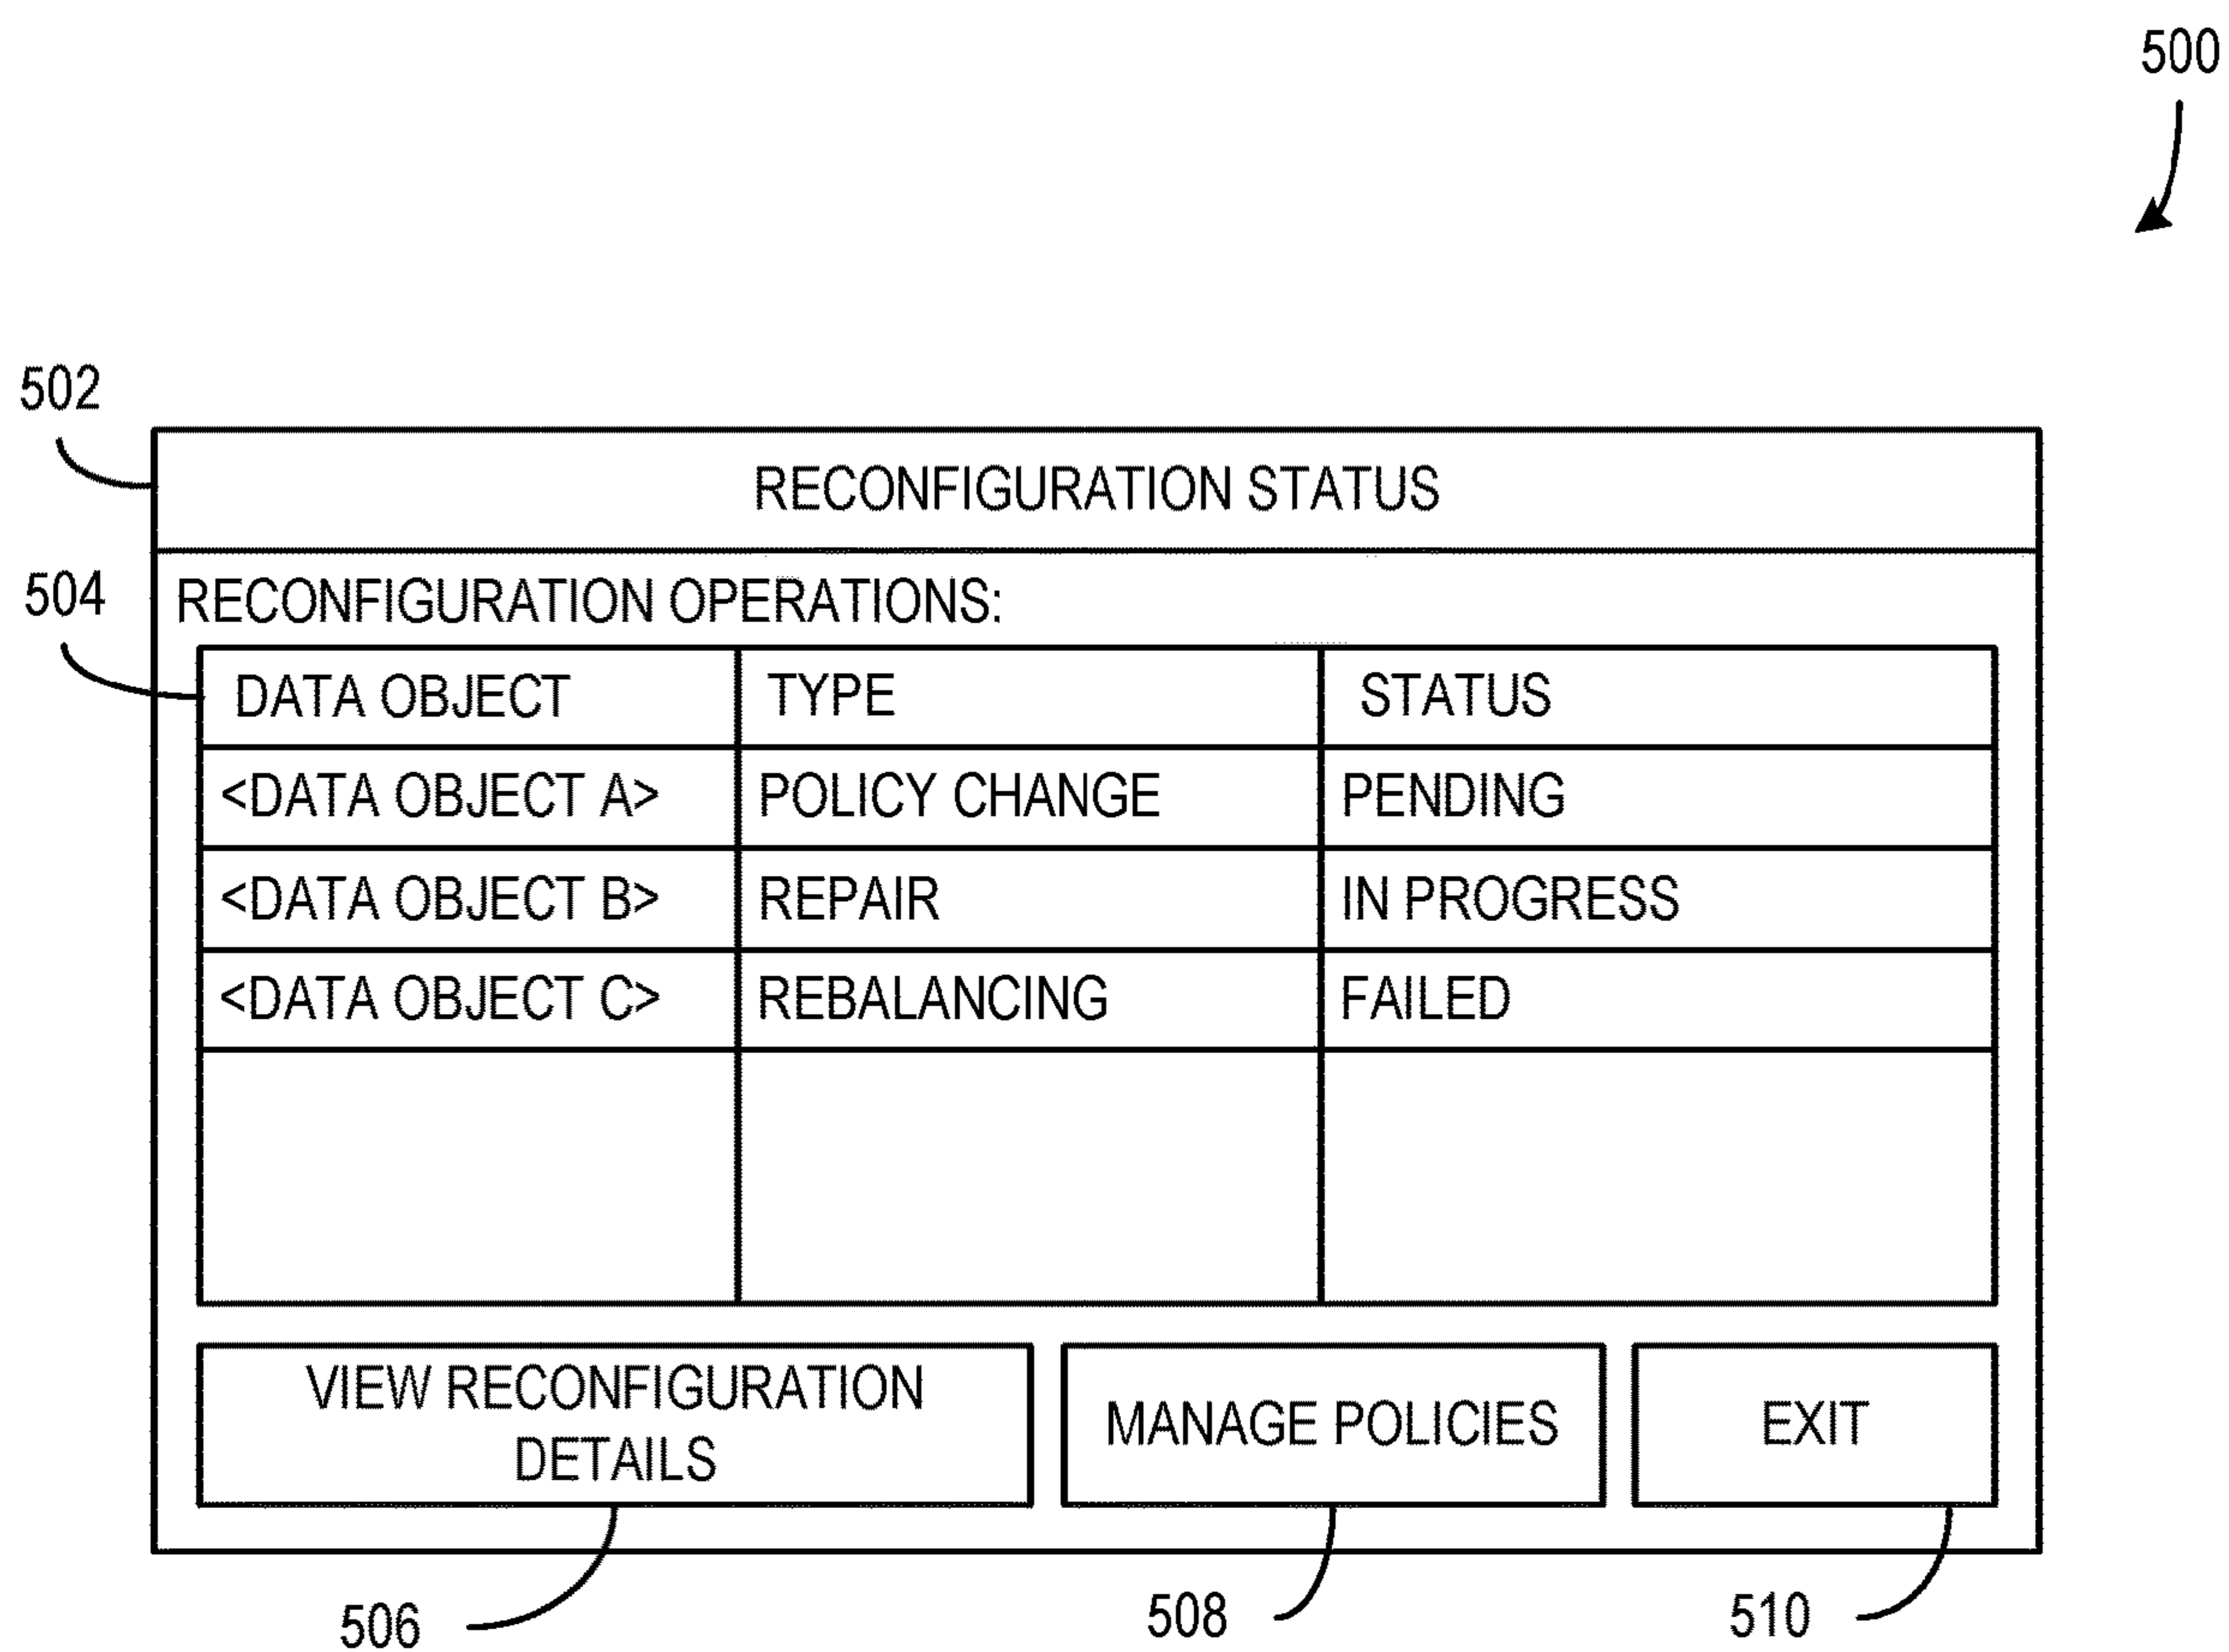 500
502
RECONFIGURATION STATUS
504
RECONFIGURATION OPERATIONS:
DATA OBJECT TYPE STATUS
<DATA OBJECT A> POLICY CHANGE PENDING
<DATA OBJECT B> REPAIR IN PROGRESS
<DATA OBJECT C> REBALANCING FAILED
VIEW RECONFIGURATION
DETAILS
MANAGE POLICIES
EXIT
506
508
510